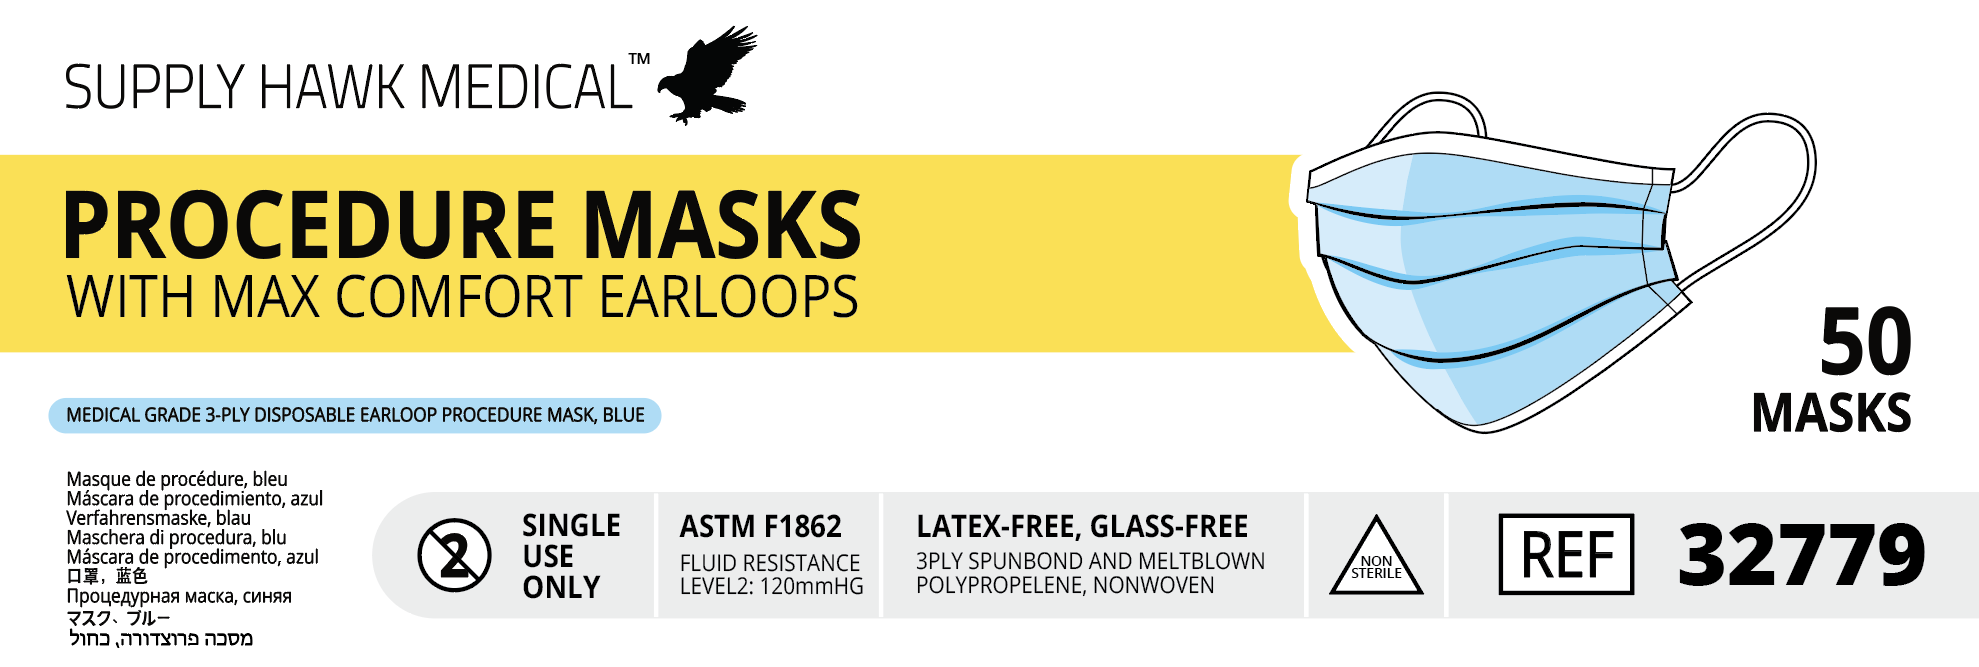 SUPPLY HAWK MEDICAL™
PROCEDURE MASKS
WITH MAX COMFORT EARLOOPS
50
MASKS
MEDICAL GRADE 3-PLY DISPOSABLE EARLOOP PROCEDURE MASK, BLUE
Masque de procédure, bleu
Máscara de procedimiento, azul
Verfahrensmaske, blau
Maschera di procedura, blu
Máscara de procedimento, azul
口罩，蓝色
Процедурная маска, синяя
マスク、ブルー
מסכה פרוצדורה, כחול
2
SINGLE
USE
ONLY
ASTM F1862
FLUID RESISTANCE
LEVEL2: 120mmHG
LATEX-FREE, GLASS-FREE
3PLY SPUNBOND AND MELTBLOWN
POLYPROPELENE, NONWOVEN
NON
STERILE
REF
32779